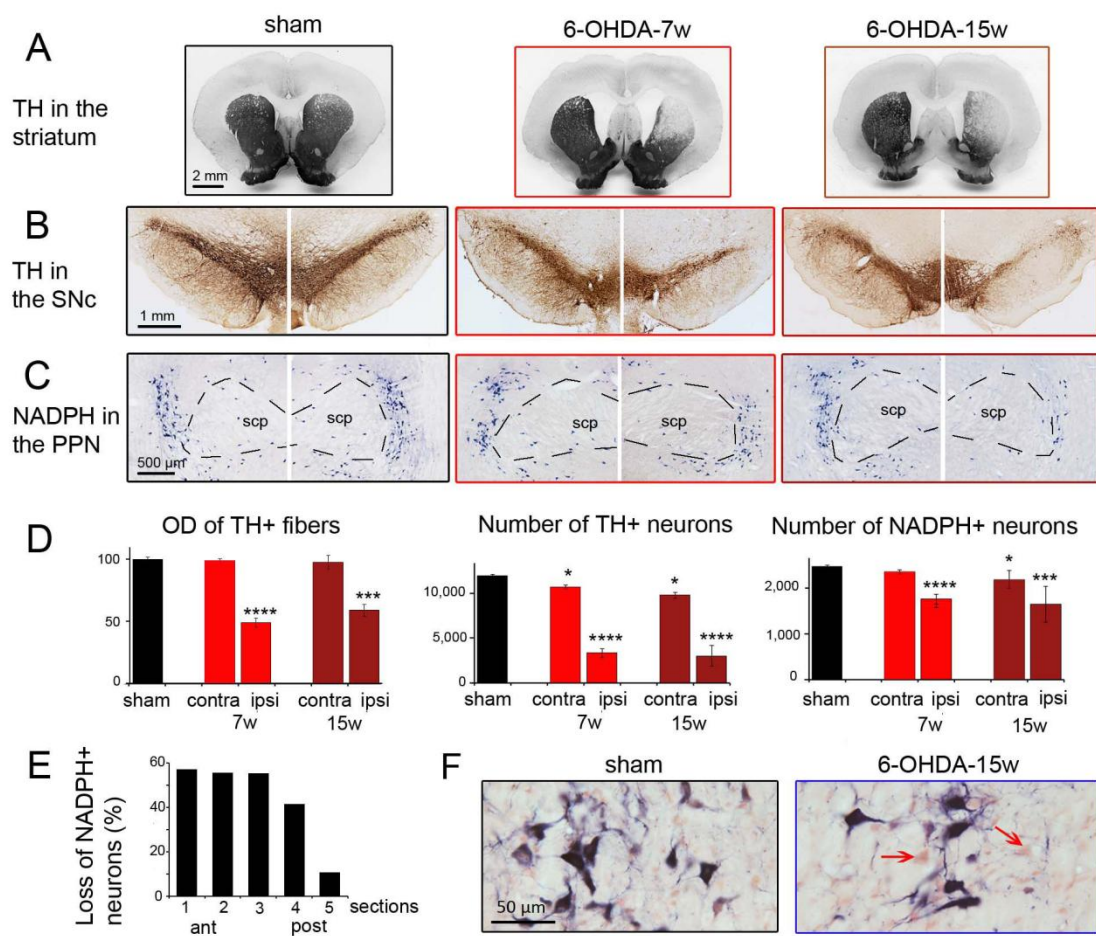 A
sham
6-OHDA-7w
6-OHDA-15w
TH in the
striatum
2 mm
B
TH in
the SNc
1 mm
C
NADPH in
the PPN
scp
scp
scp
scp
scp
scp
500 µm
D
OD of TH+ fibers
Number of TH+ neurons
Number of NADPH+ neurons
100
50
0
****
***
sham
contra
ipsi
contra
ipsi
7w
15w
10,000
5,000
0
*
****
*
****
sham
contra
ipsi
contra
ipsi
7w
15w
2,000
1,000
0
****
*
***
sham
contra
ipsi
contra
ipsi
7w
15w
E
Loss of NADPH+
neurons (%)
60
40
20
0
1 2 3 4 5 sections
ant post
F
sham
6-OHDA-15w
50 µm